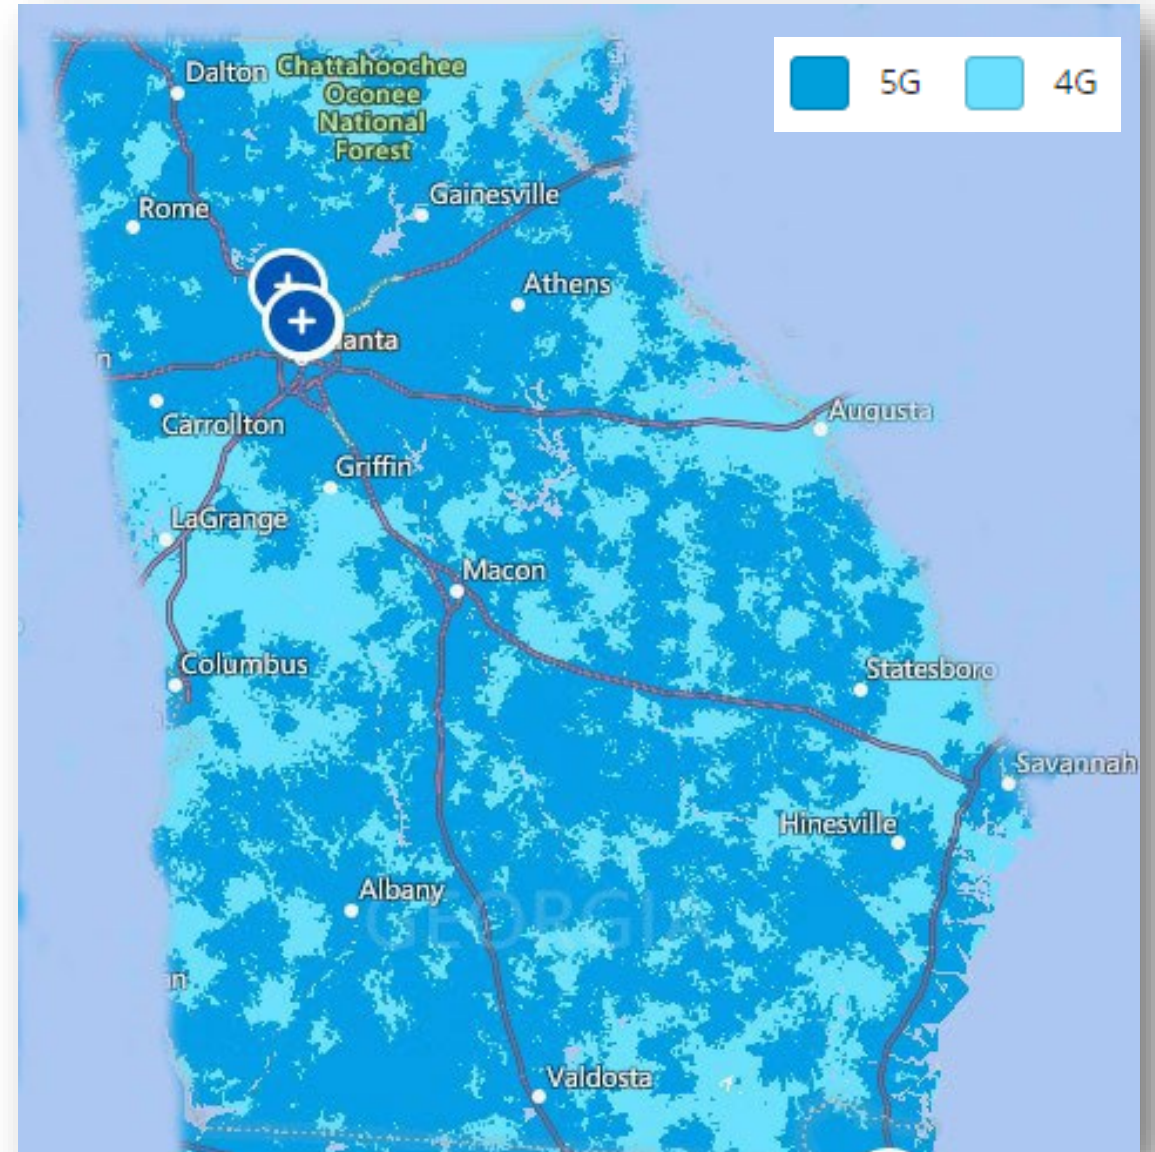 5G 4G
Dalton
Chattahoochee
Oconee
National
Forest
Gainesville
Rome
Athens
+
+
lanta
n
Augusta
Carrollton
Griffin
LaGrange
Macon
Columbus
Statesboro
Savannah
Hinesville
Albany
GEORGIA
n
Valdosta